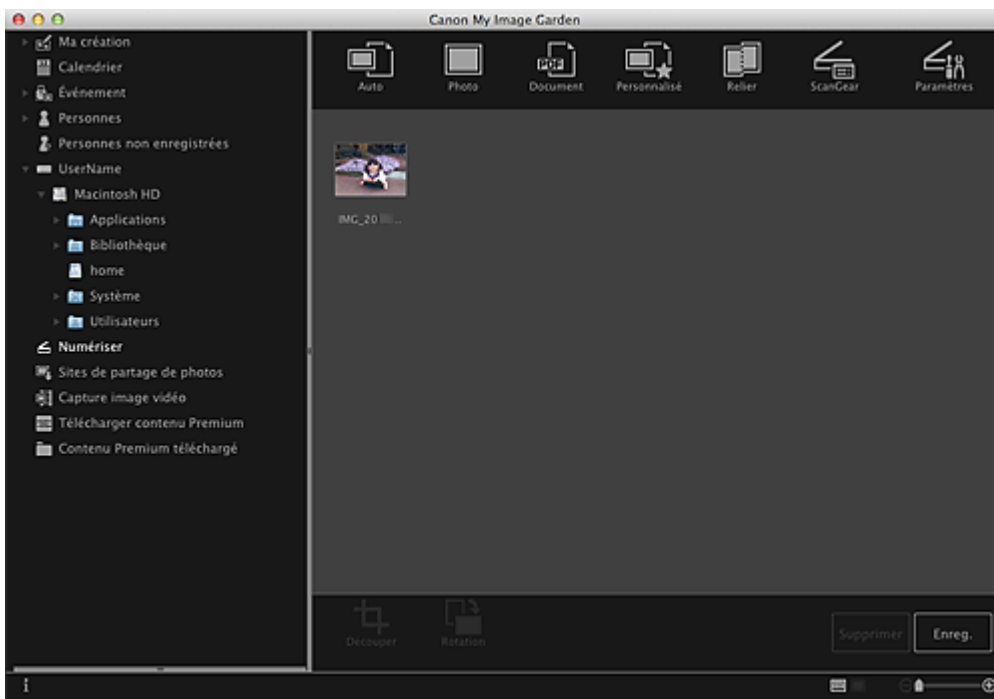 Canon My Image Garden
Ma création
Calendrier
Événement
Personnes
Personnes non enregistrées
UserName
Macintosh HD
Applications
Bibliothèque
home
Système
Utilisateurs
Numériser
Sites de partage de photos
Capture image vidéo
Télécharger contenu Premium
Contenu Premium téléchargé
Auto Photo Document Personnalisé Relier ScanGear Paramètres
PDF
IMG_20 ...
Découper Rotation Supprimer Enreg.